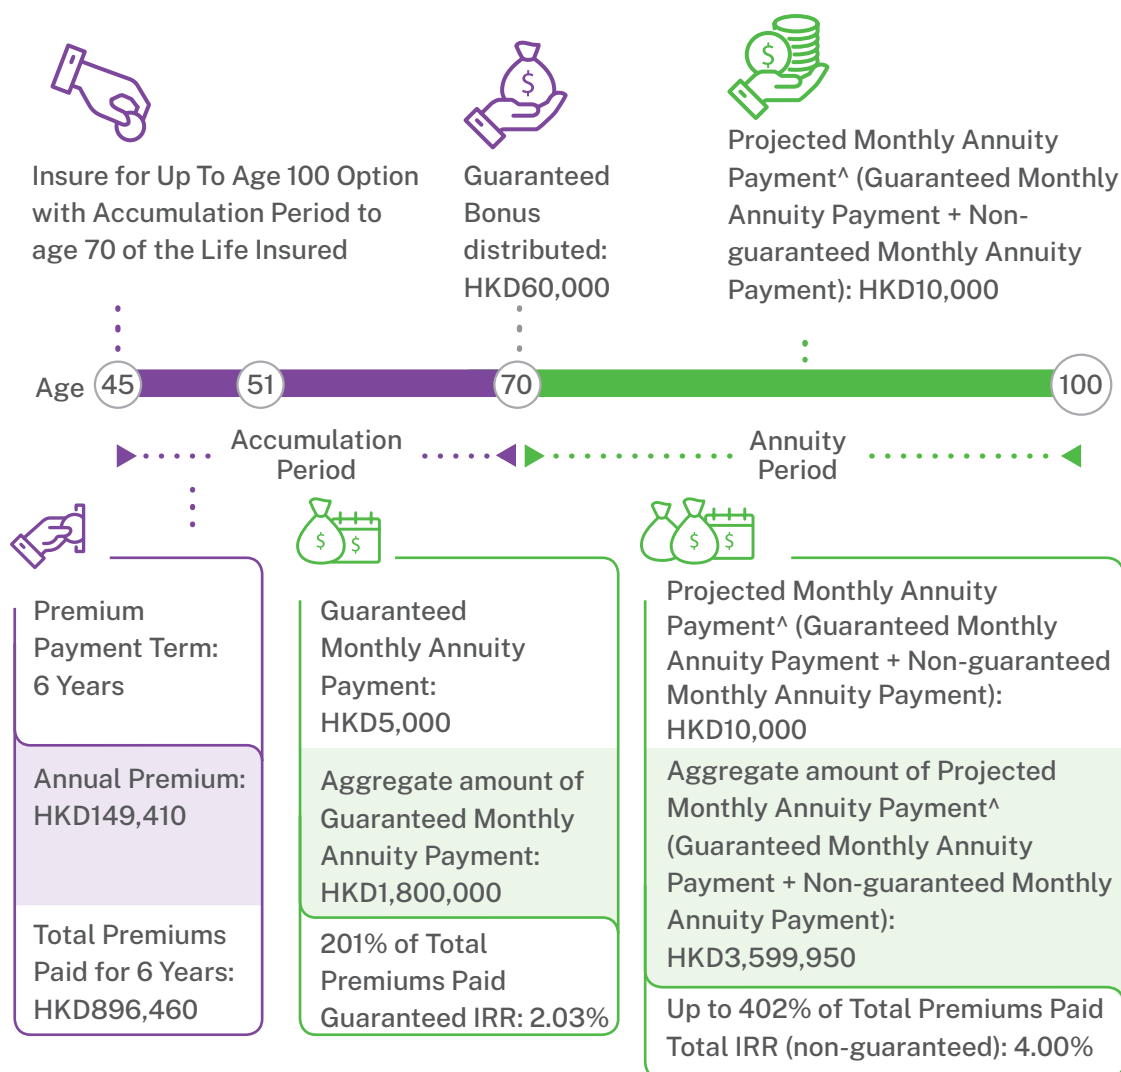 Insure for Up To Age 100 Option
with Accumulation Period to
age 70 of the Life Insured
Guaranteed
Bonus
distributed:
HKD60,000
Projected Monthly Annuity
Payment^ (Guaranteed Monthly
Annuity Payment + Non-
guaranteed Monthly Annuity
Payment): HKD10,000
Age 45 51 70 100
Accumulation
Period
Annuity
Period
Premium
Payment Term:
6 Years
Annual Premium:
HKD149,410
Total Premiums
Paid for 6 Years:
HKD896,460
Guaranteed
Monthly Annuity
Payment:
HKD5,000
Aggregate amount of
Guaranteed Monthly
Annuity Payment:
HKD1,800,000
201% of Total
Premiums Paid
Guaranteed IRR: 2.03%
Projected Monthly Annuity
Payment^ (Guaranteed Monthly
Annuity Payment + Non-guaranteed
Monthly Annuity Payment):
HKD10,000
Aggregate amount of Projected
Monthly Annuity Payment^
(Guaranteed Monthly Annuity
Payment + Non-guaranteed Monthly
Annuity Payment):
HKD3,599,950
Up to 402% of Total Premiums Paid
Total IRR (non-guaranteed): 4.00%